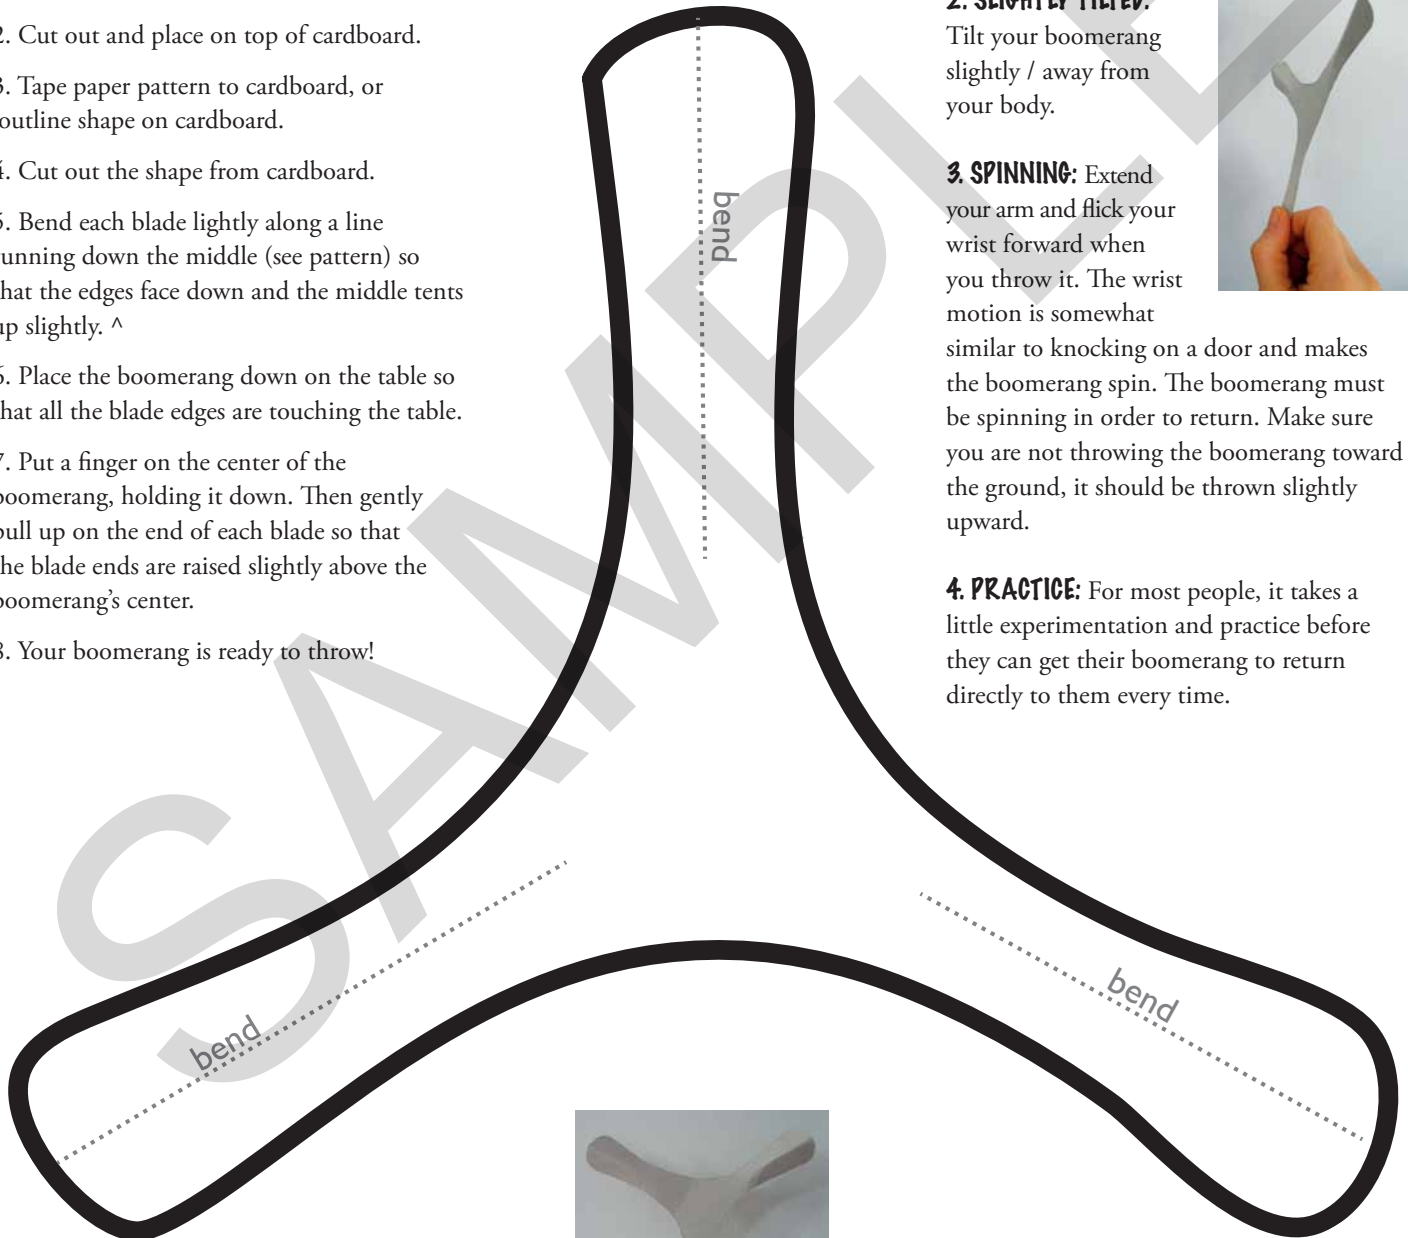 2. Cut out and place on top of cardboard.
3. Tape paper pattern to cardboard, or
outline shape on cardboard.
4. Cut out the shape from cardboard.
5. Bend each blade lightly along a line
running down the middle (see pattern) so
that the edges face down and the middle tents
up slightly. ^
6. Place the boomerang down on the table so
that all the blade edges are touching the table.
7. Put a finger on the center of the
boomerang, holding it down. Then gently
pull up on the end of each blade so that
the blade ends are raised slightly above the
boomerang's center.
8. Your boomerang is ready to throw!
bend
bend
bend
2. SLIGHTLY TILTED:
Tilt your boomerang
slightly / away from
your body.
3. SPINNING: Extend
your arm and flick your
wrist forward when
you throw it. The wrist
motion is somewhat
similar to knocking on a door and makes
the boomerang spin. The boomerang must
be spinning in order to return. Make sure
you are not throwing the boomerang toward
the ground, it should be thrown slightly
upward.
4. PRACTICE: For most people, it takes a
little experimentation and practice before
they can get their boomerang to return
directly to them every time.
SAMPLE